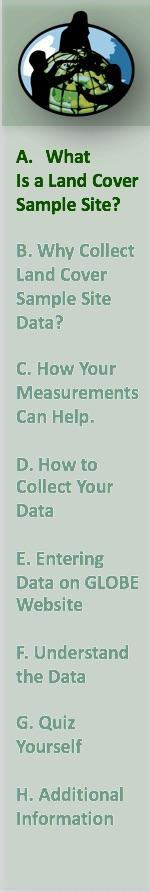 A. What
Is a Land Cover
Sample Site?
B. Why Collect
Land Cover
Sample Site
Data?
C. How Your
Measurements
Can Help.
D. How to
Collect Your
Data
E. Entering
Data on GLOBE
Website
F. Understand
the Data
G. Quiz
Yourself
H. Additional
Information